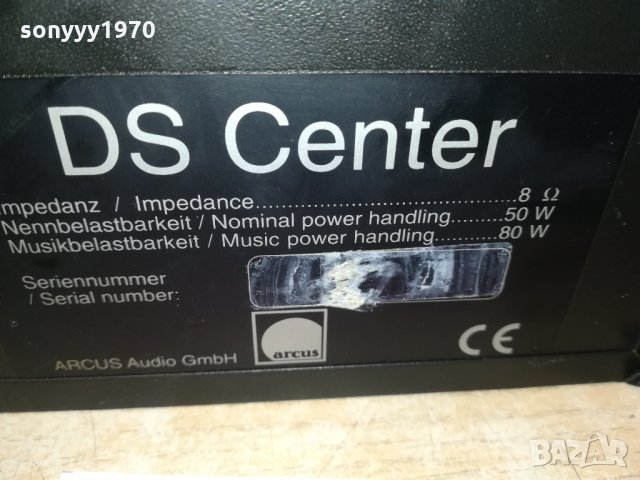 sonyyy1970
DS Center
Impedanz / Impedance..............................................8 Ω
Nennbelastbarkeit / Nominal power handling.........50 W
Musikbelastbarkeit / Music power handling...........80 W
Seriennummer
/ Serial number:
arcus
CE
ARCUS Audio GmbH
BAZAR